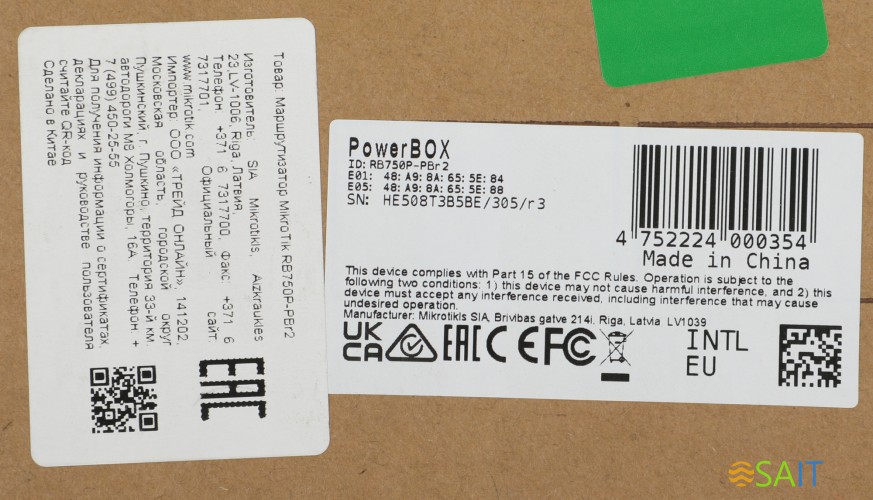 Товар: Маршрутизатор MikroTik RB750P-PBr2
Изготовитель: SIA Mikrotikls, Aizkraukles
23,LV-1006, Riga, Латвия
Телефон: +371 6 7317700, факс: +371 6
7317701, Официальный сайт:
www.mikrotik.com
Импортер: ООО «ТРЕЙД ОНЛАЙН», 141202,
Московская область, городской округ
Пушкинский, г. Пушкино, территория 33-й км
автодороги М8 Холмогоры, 16А Телефон: +
7 (499) 450-25-55
Для получения информации о сертификатах,
декларациях и руководстве пользователя
считайте QR-код
Сделано в Китае
EAC
PowerBOX
ID: RB750P-PBr2
E01: 48:A9:8A:65:5E:84
E05: 48:A9:8A:65:5E:88
SN: HE508T3B5BE/305/r3
4 752224 000354
Made in China
This device complies with Part 15 of the FCC Rules. Operation is subject to the
following two conditions: 1) this device may not cause harmful interference, and 2) this
device must accept any interference received, including interference that may cause
undesired operation.
Manufacturer: Mikrotikls SIA, Brivibas gatve 214i, Riga, Latvia LV1039
UK
CA
EAC CE FC
INTL
EU
SAIT